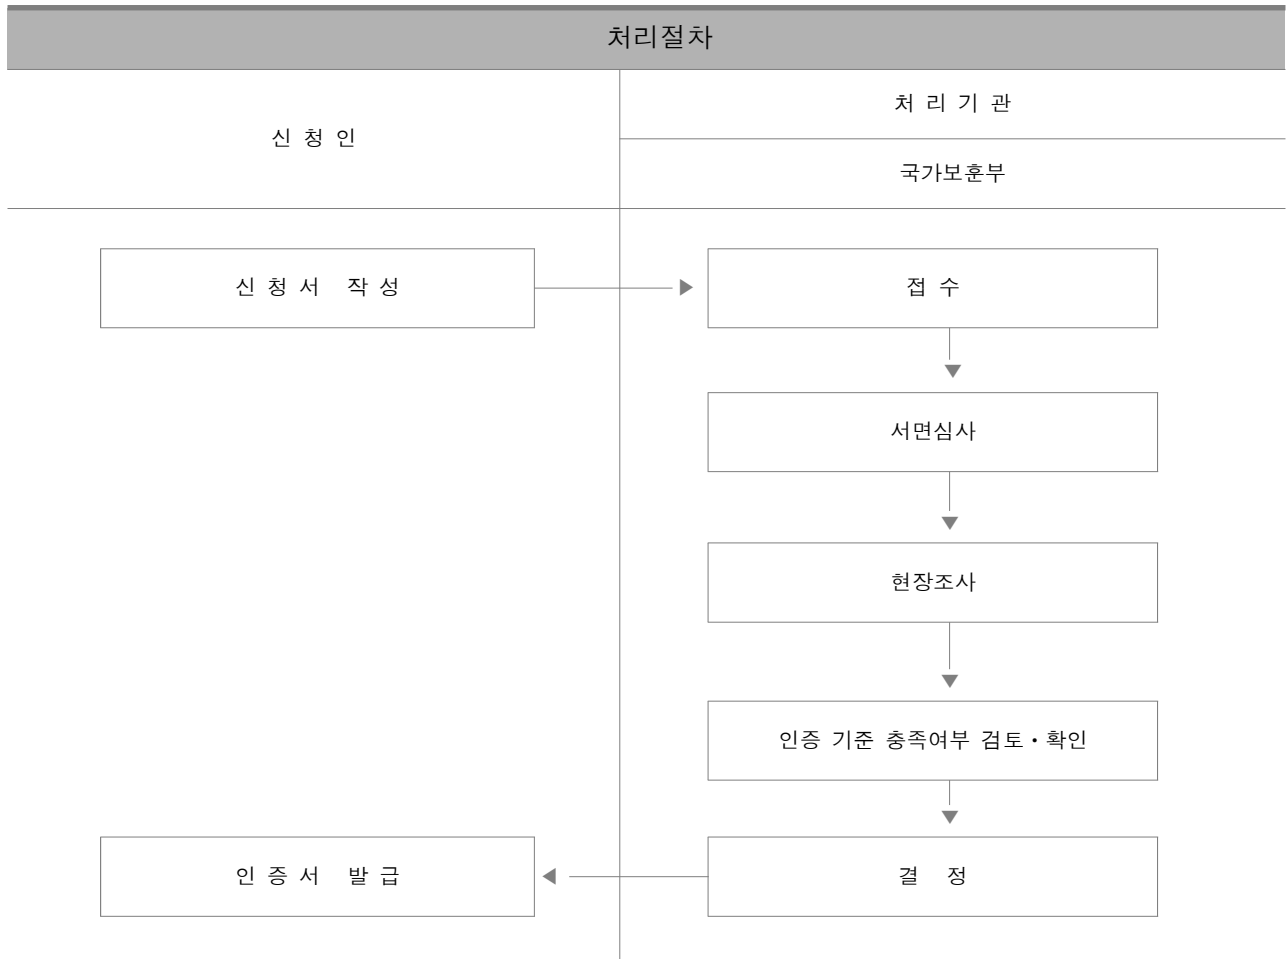 처리절차
신 청 인
처 리 기 관
국가보훈부
신 청 서 작 성
접 수
서면심사
현장조사
인증 기준 충족여부 검토·확인
인 증 서 발 급
결 정